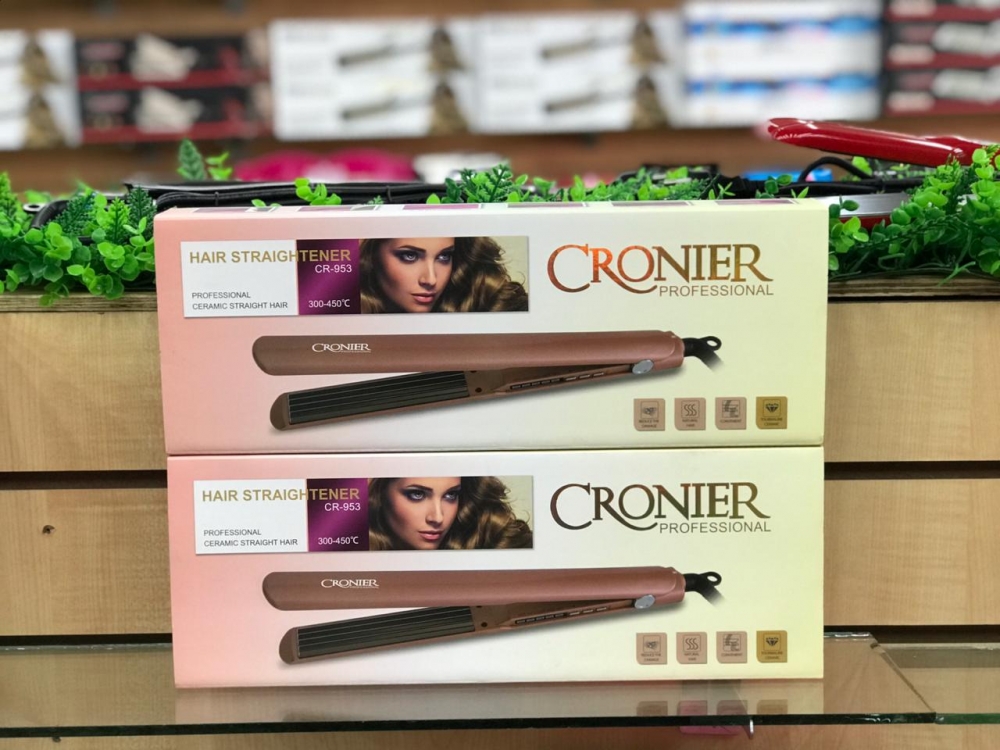 HAIR STRAIGHTENER
CR-953
PROFESSIONAL
CERAMIC STRAIGHT HAIR
300-450℃
CRONIER
PROFESSIONAL
CRONIER
HAIR STRAIGHTENER
CR-953
PROFESSIONAL
CERAMIC STRAIGHT HAIR
300-450℃
CRONIER
PROFESSIONAL
CRONIER